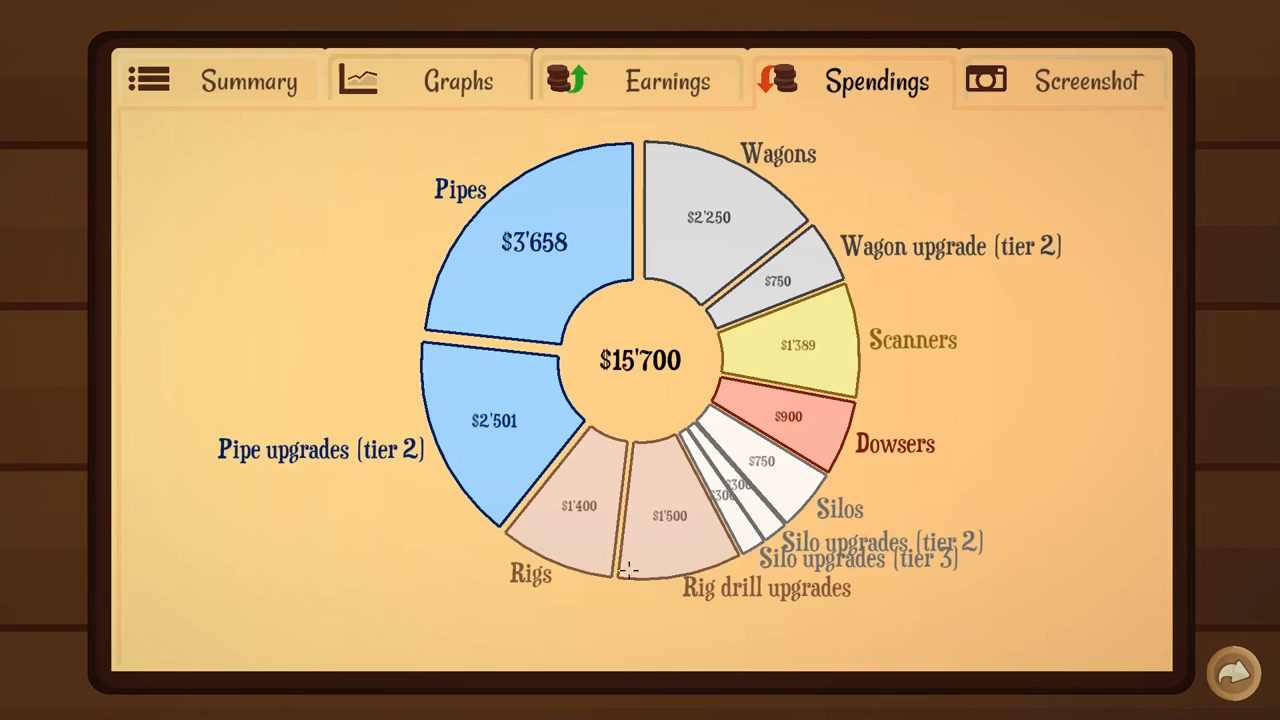 Summary
Graphs
Earnings
Spendings
Screenshot
Wagons
Pipes
$2'250
$3'658
Wagon upgrade (tier 2)
$750
Scanners
$1'389
$15'700
$900
$2'501
Dowsers
Pipe upgrades (tier 2)
$750
$300
$300
$1'400
$1'500
Silos
Silo upgrades (tier 2)
Silo upgrades (tier 3)
Rigs
Rig drill upgrades